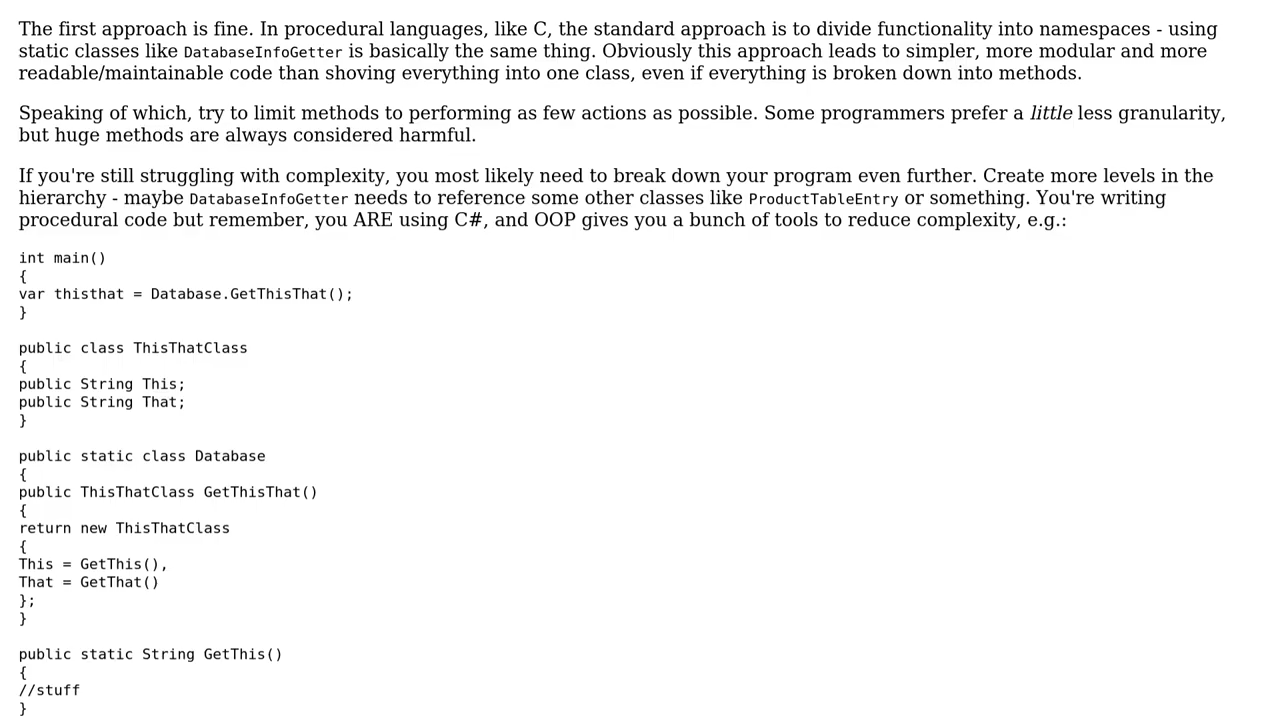 The first approach is fine. In procedural languages, like C, the standard approach is to divide functionality into namespaces - using
static classes like DatabaseInfoGetter is basically the same thing. Obviously this approach leads to simpler, more modular and more
readable/maintainable code than shoving everything into one class, even if everything is broken down into methods.
Speaking of which, try to limit methods to performing as few actions as possible. Some programmers prefer a little less granularity,
but huge methods are always considered harmful.
If you're still struggling with complexity, you most likely need to break down your program even further. Create more levels in the
hierarchy - maybe DatabaseInfoGetter needs to reference some other classes like ProductTableEntry or something. You're writing
procedural code but remember, you ARE using C#, and OOP gives you a bunch of tools to reduce complexity, e.g.:
int main()
{
var thisthat = Database.GetThisThat();
}
public class ThisThatClass
{
public String This;
public String That;
}
public static class Database
{
public ThisThatClass GetThisThat()
{
return new ThisThatClass
{
This = GetThis(),
That = GetThat()
};
}
public static String GetThis()
{
//stuff
}